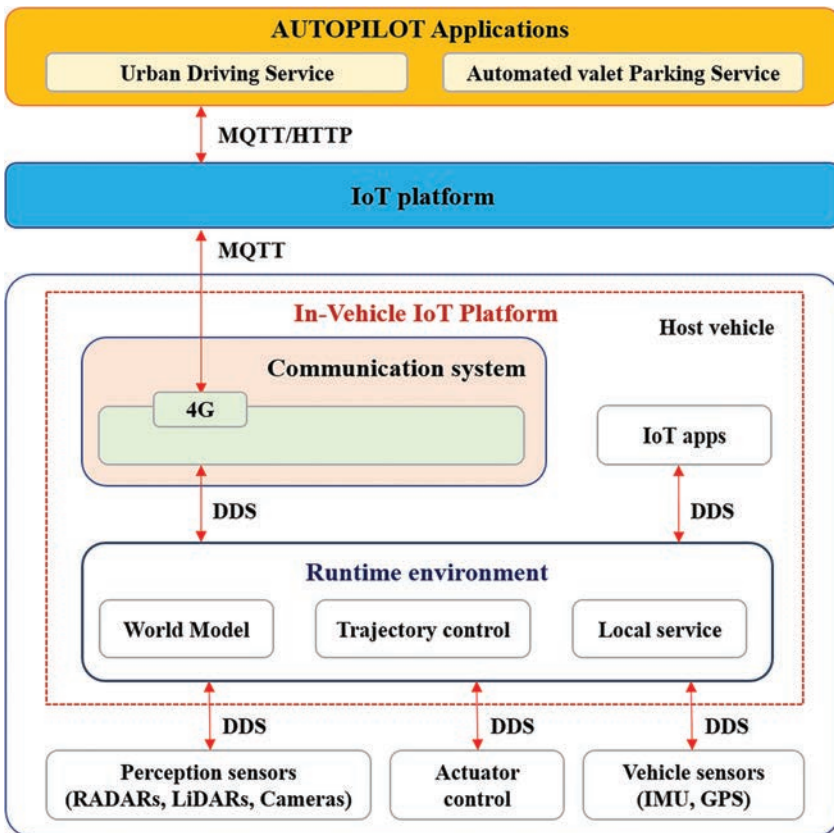 AUTOPILOT Applications
Urban Driving Service
Automated valet Parking Service
MQTT/HTTP
IoT platform
MQTT
In-Vehicle IoT Platform
Host vehicle
Communication system
4G
IoT apps
DDS
DDS
Runtime environment
World Model
Trajectory control
Local service
DDS
DDS
DDS
Perception sensors
(RADARs, LiDARs, Cameras)
Actuator
control
Vehicle sensors
(IMU, GPS)